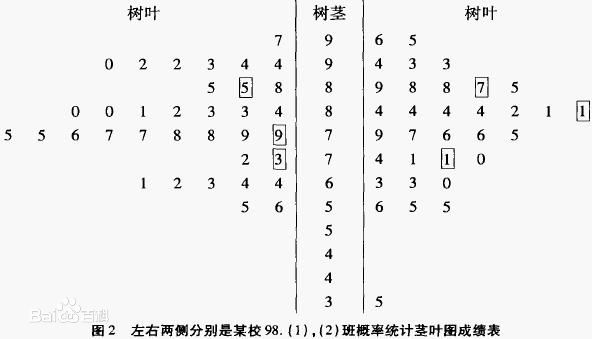 树叶 树茎 树叶
7 9 6 5
0 2 2 3 4 4 9 4 3 3
5 5 8 8 9 8 8 7 5
0 0 1 2 3 3 4 8 4 4 4 4 2 1 1
5 5 6 7 7 8 8 9 9 7 9 7 6 6 5
2 3 7 4 1 1 0
1 2 3 4 4 6 3 3 0
5 6 5 6 5 5
5
4
4
3 5
Bai百科
图2 左右两侧分别是某校98.(1),(2)班概率统计茎叶图成绩表